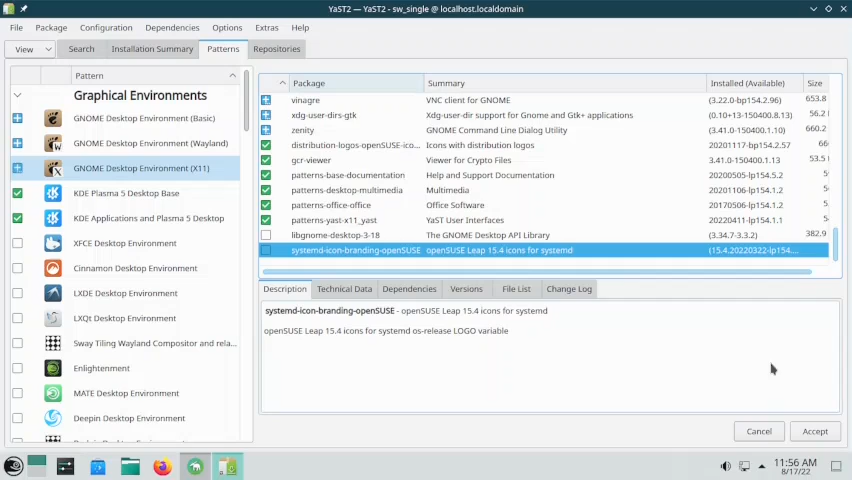 YaST2 — YaST2 - sw_single @ localhost.localdomain
File Package Configuration Dependencies Options Extras Help
View Search Installation Summary Patterns Repositories
Pattern
Graphical Environments
GNOME Desktop Environment (Basic)
GNOME Desktop Environment (Wayland)
GNOME Desktop Environment (X11)
KDE Plasma 5 Desktop Base
KDE Applications and Plasma 5 Desktop
XFCE Desktop Environment
Cinnamon Desktop Environment
LXDE Desktop Environment
LXQt Desktop Environment
Sway Tiling Wayland Compositor and rela...
Enlightenment
MATE Desktop Environment
Deepin Desktop Environment
Package Summary Installed (Available) Size
vinagre VNC client for GNOME (3.22.0-bp154.2.96) 653.8
xdg-user-dirs-gtk Xdg-user-dir support for Gnome and Gtk+ applications (0.10+13-150400.8.13) 56.2
zenity GNOME Command Line Dialog Utility (3.41.0-150400.1.10) 660.2
distribution-logos-openSUSE-ico... Icons with distribution logos 20201117-bp154.2.57 66
gcr-viewer Viewer for Crypto Files 3.41.0-150400.1.13 53.5
patterns-base-documentation Help and Support Documentation 20200505-lp154.5.2 5
patterns-desktop-multimedia Multimedia 20201106-lp154.1.2 5
patterns-office-office Office Software 20170506-lp154.1.2 5
patterns-yast-x11_yast YaST User Interfaces 20220411-lp154.1.1 5
libgnome-desktop-3-18 The GNOME Desktop API Library (3.34.7-3.3.2) 382.9
systemd-icon-branding-openSUSE openSUSE Leap 15.4 icons for systemd (15.4.20220322-lp154....
Description Technical Data Dependencies Versions File List Change Log
systemd-icon-branding-openSUSE - openSUSE Leap 15.4 icons for systemd
openSUSE Leap 15.4 icons for systemd os-release LOGO variable
Cancel Accept
11:56 AM
8/17/22